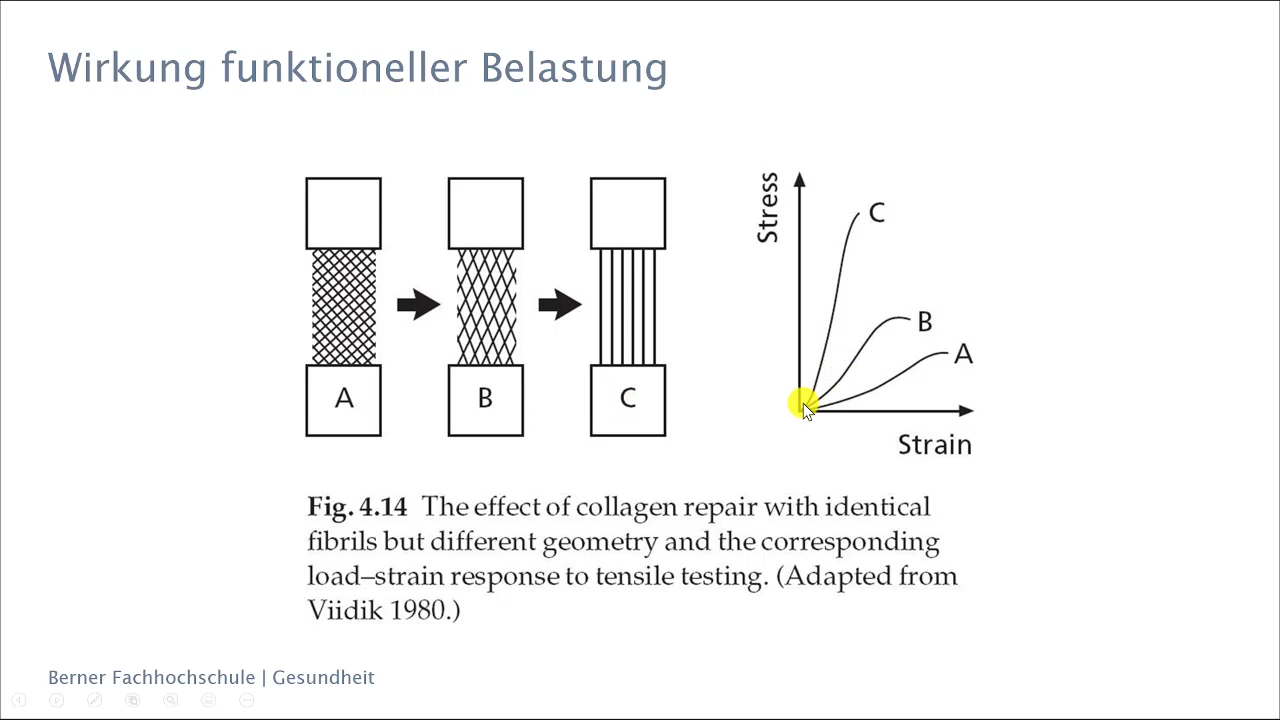 Wirkung funktioneller Belastung
A
B
C
Stress
C
B
A
Strain
Fig. 4.14 The effect of collagen repair with identical
fibrils but different geometry and the corresponding
load–strain response to tensile testing. (Adapted from
Viidik 1980.)
Berner Fachhochschule | Gesundheit